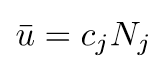 ū = c_j N_j